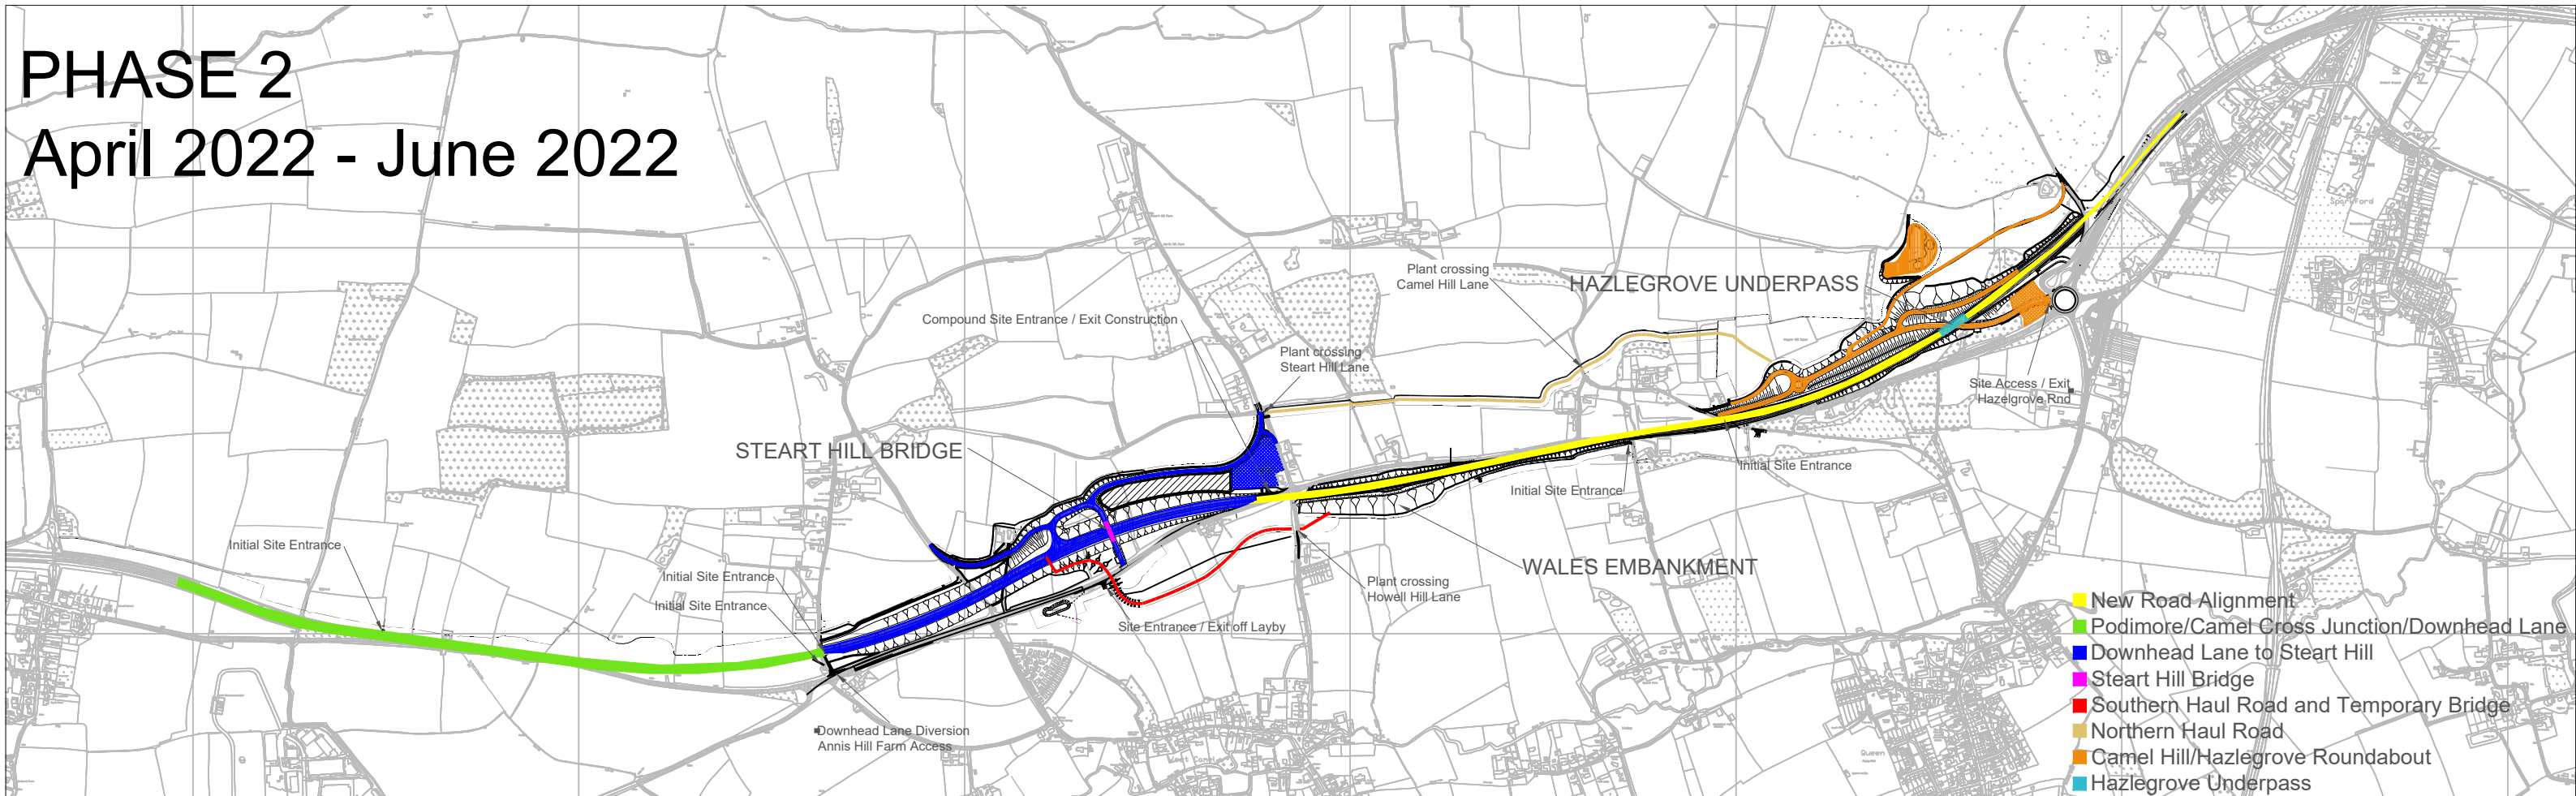 PHASE 2
April 2022 - June 2022
Plant crossing
Camel Hill Lane
HAZLEGROVE UNDERPASS
Compound Site Entrance / Exit Construction
Plant crossing
Steart Hill Lane
Site Access / Exit
Hazelgrove Rnd
STEART HILL BRIDGE
Initial Site Entrance
Initial Site Entrance
Initial Site Entrance
WALES EMBANKMENT
Initial Site Entrance
Initial Site Entrance
Plant crossing
Howell Hill Lane
Site Entrance / Exit off Layby
Downhead Lane Diversion
Annis Hill Farm Access
Sparkford
West Camel
Queen
New Road Alignment
Podimore/Camel Cross Junction/Downhead Lane
Downhead Lane to Steart Hill
Steart Hill Bridge
Southern Haul Road and Temporary Bridge
Northern Haul Road
Camel Hill/Hazlegrove Roundabout
Hazlegrove Underpass